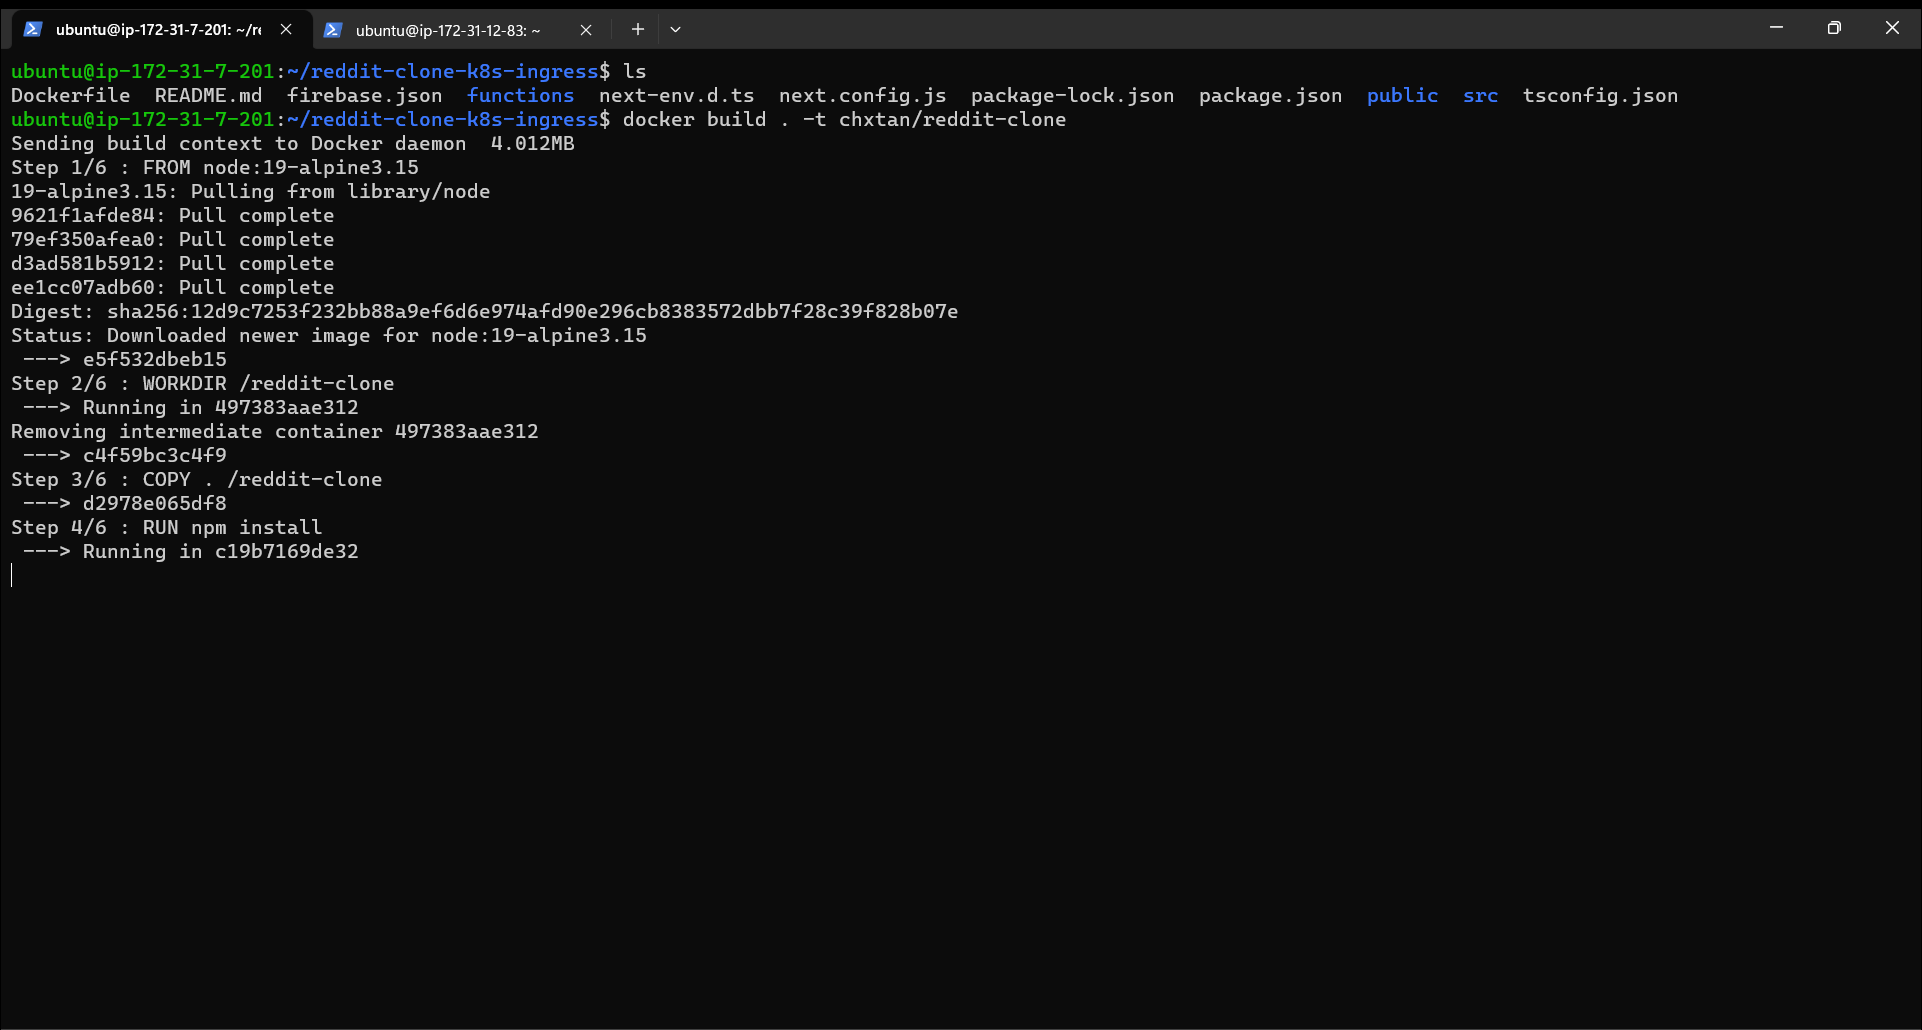 ubuntu@ip-172-31-7-201: ~/re
ubuntu@ip-172-31-12-83: ~
ubuntu@ip-172-31-7-201:~/reddit-clone-k8s-ingress$ ls
Dockerfile  README.md  firebase.json  functions  next-env.d.ts  next.config.js  package-lock.json  package.json  public  src  tsconfig.json
ubuntu@ip-172-31-7-201:~/reddit-clone-k8s-ingress$ docker build . -t chxtan/reddit-clone
Sending build context to Docker daemon  4.012MB
Step 1/6 : FROM node:19-alpine3.15
19-alpine3.15: Pulling from library/node
9621f1afde84: Pull complete
79ef350afea0: Pull complete
d3ad581b5912: Pull complete
ee1cc07adb60: Pull complete
Digest: sha256:12d9c7253f232bb88a9ef6d6e974afd90e296cb8383572dbb7f28c39f828b07e
Status: Downloaded newer image for node:19-alpine3.15
 ---> e5f532dbeb15
Step 2/6 : WORKDIR /reddit-clone
 ---> Running in 497383aae312
Removing intermediate container 497383aae312
 ---> c4f59bc3c4f9
Step 3/6 : COPY . /reddit-clone
 ---> d2978e065df8
Step 4/6 : RUN npm install
 ---> Running in c19b7169de32